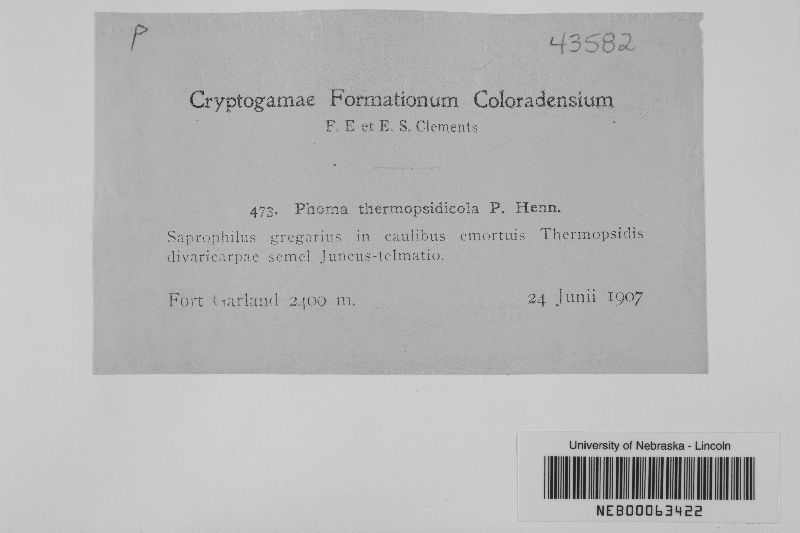 P
43582
Cryptogamae Formationum Coloradensium
F. E et E. S. Clements
473. Phoma thermopsidicola P. Henn.
Saprophilus gregarius in caulibus emortuis Thermopsidis
divaricarpae semel Juncus-telmatio.
Fort Garland 2400 m.
24 Junii 1907
University of Nebraska - Lincoln
NEB00063422